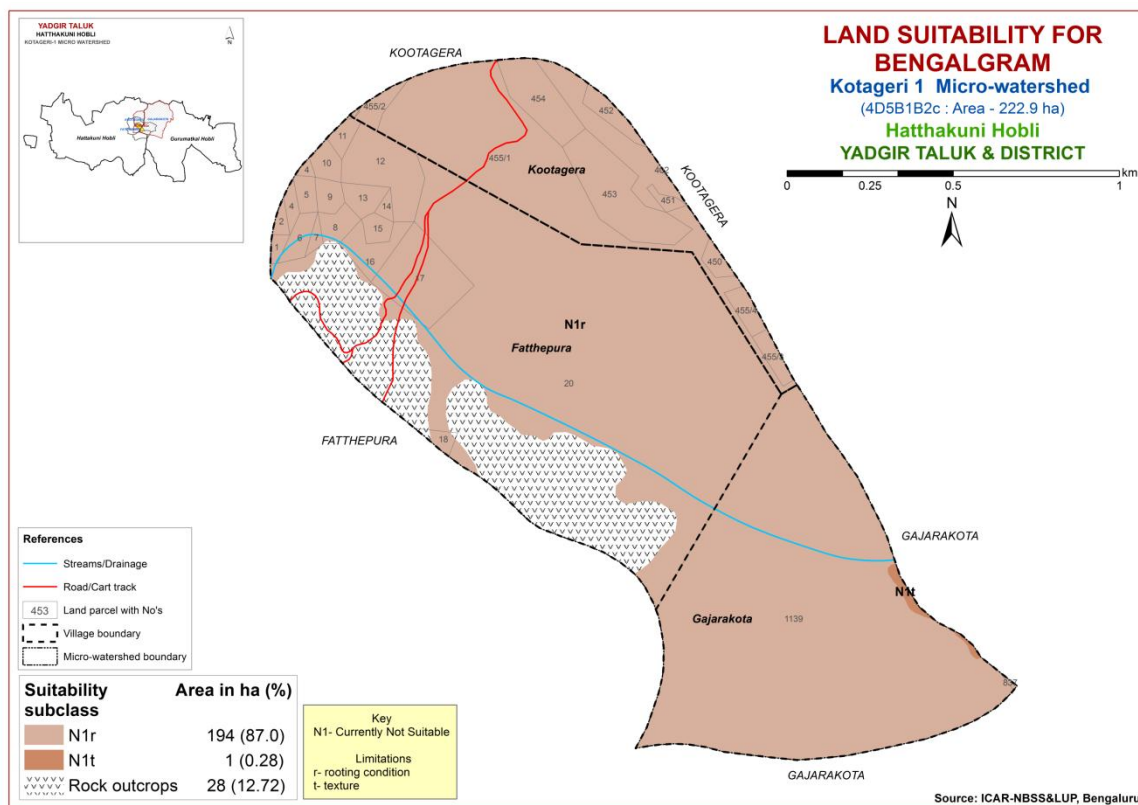 YADGIR TALUK
HATTHAKUNI HOBLI
KOTAGERI-1 MICRO WATERSHED
N
Hattakuni Hobli
Gurumatkal Hobli
LAND SUITABILITY FOR
BENGALGRAM
Kotageri 1 Micro-watershed
(4D5B1B2c : Area - 222.9 ha)
Hatthakuni Hobli
YADGIR TALUK & DISTRICT
0 0.25 0.5 1 km
N
KOOTAGERA
455/2
454
452
11
12
455/1
10
4
Kootagera
453
451
KOOTAGERA
5
9
13
14
2
4
15
6
7
8
1
16
450
17
455/4
N1r
Fatthepura
20
FATTHEPURA
18
GAJARAKOTA
N1t
Gajarakota
1139
GAJARAKOTA
References
Streams/Drainage
Road/Cart track
453 Land parcel with No's
Village boundary
Micro-watershed boundary
Suitability subclass Area in ha (%)
N1r 194 (87.0)
N1t 1 (0.28)
Rock outcrops 28 (12.72)
Key
N1- Currently Not Suitable
Limitations
r- rooting condition
t- texture
Source: ICAR-NBSS&LUP, Bengaluru